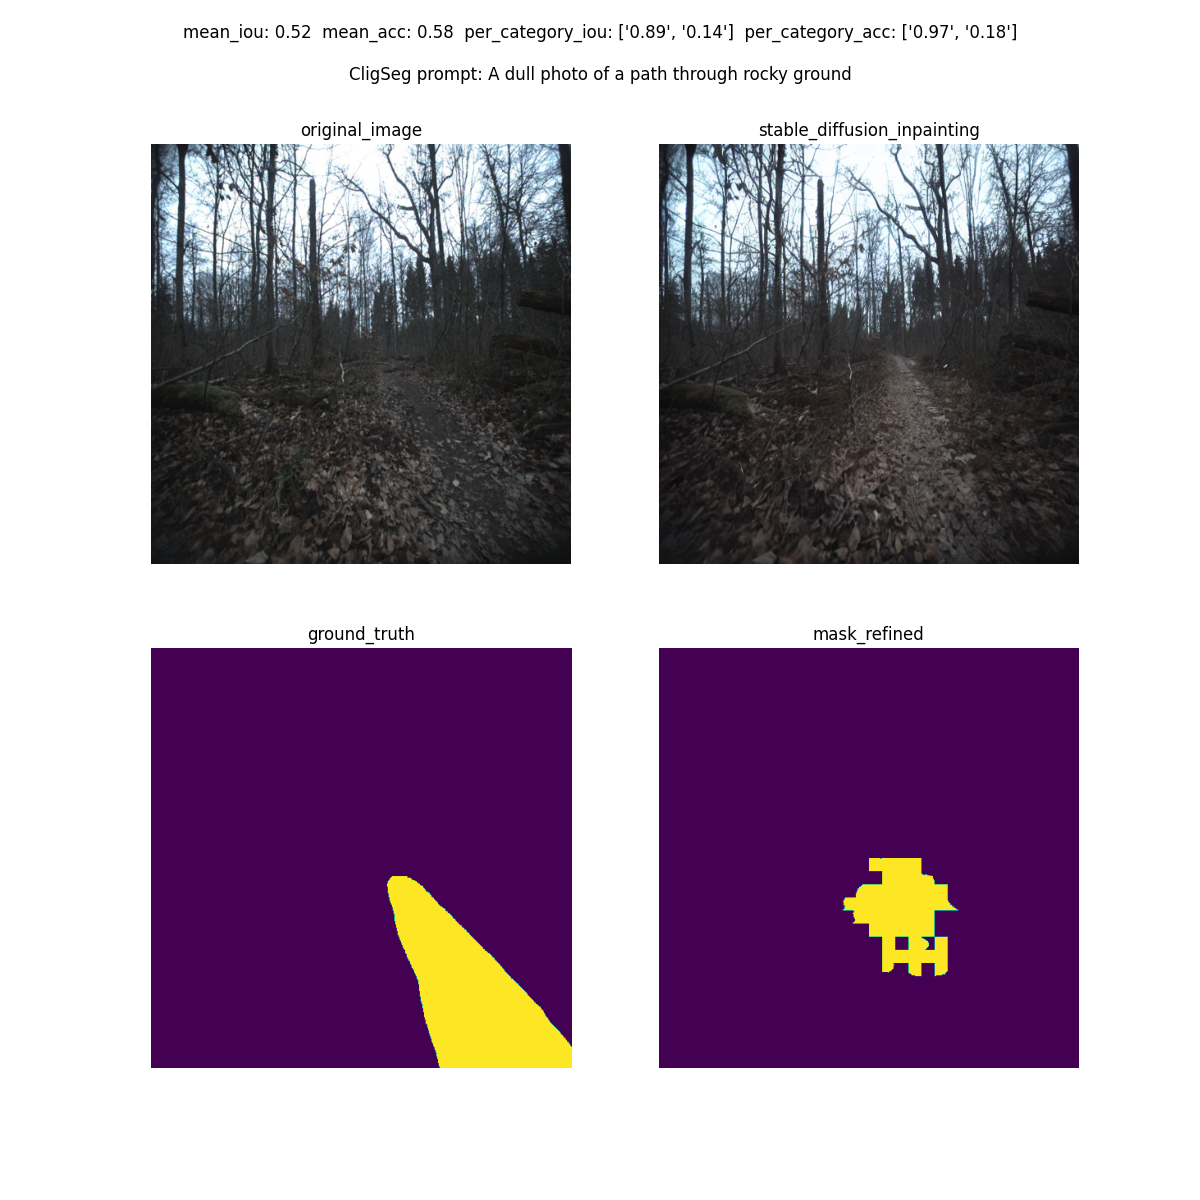 mean_iou: 0.52  mean_acc: 0.58  per_category_iou: ['0.89', '0.14']  per_category_acc: ['0.97', '0.18']
CligSeg prompt: A dull photo of a path through rocky ground
original_image
stable_diffusion_inpainting
ground_truth
mask_refined